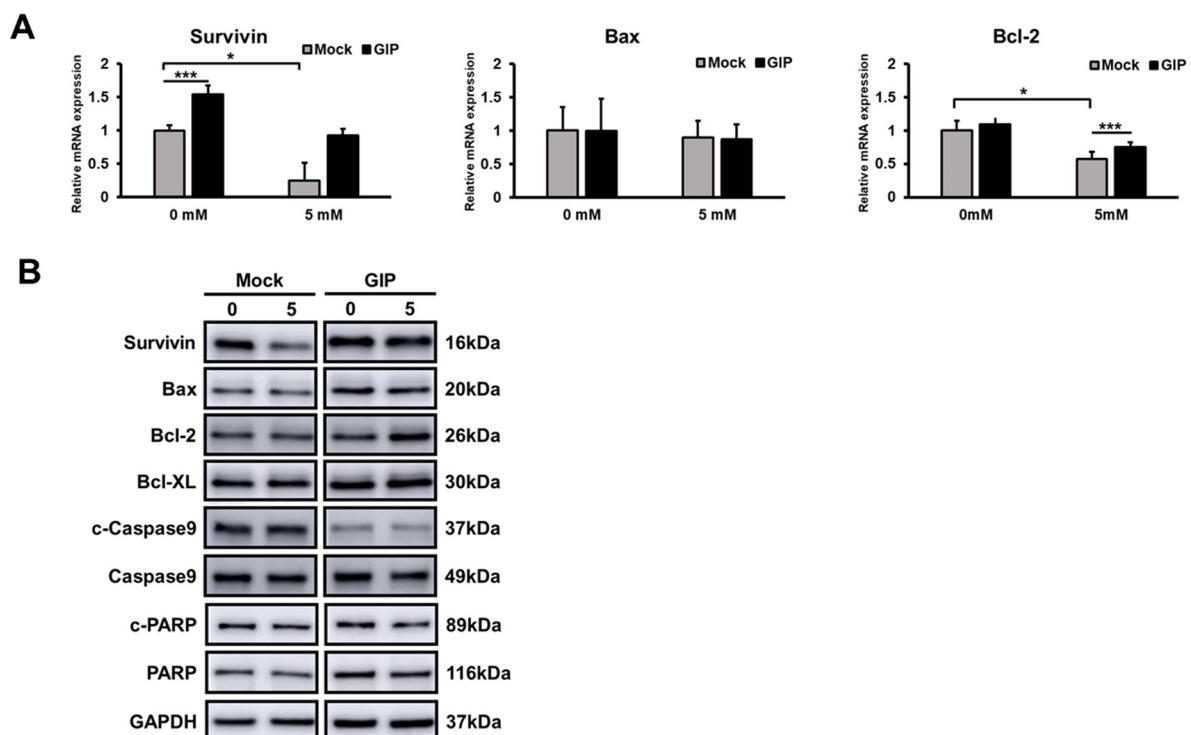 A
Survivin
Mock GIP
Relative mRNA expression
2
1.5
1
0.5
0
*
***
0 mM 5 mM
Bax
Mock GIP
Relative mRNA expression
2
1.5
1
0.5
0
0 mM 5 mM
Bcl-2
Mock GIP
Relative mRNA expression
2
1.5
1
0.5
0
*
***
0mM 5mM
B
Mock GIP
0 5 0 5
Survivin 16kDa
Bax 20kDa
Bcl-2 26kDa
Bcl-XL 30kDa
c-Caspase9 37kDa
Caspase9 49kDa
c-PARP 89kDa
PARP 116kDa
GAPDH 37kDa